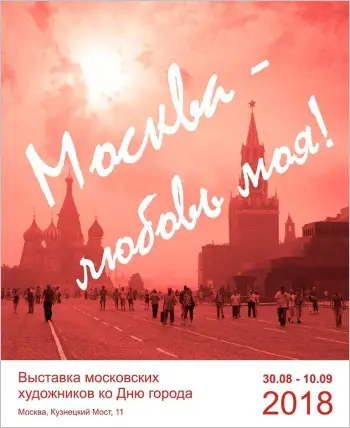 Москва -
любовь моя!
Выставка московских
художников ко Дню города
Москва, Кузнецкий Мост, 11
30.08 - 10.09
2018